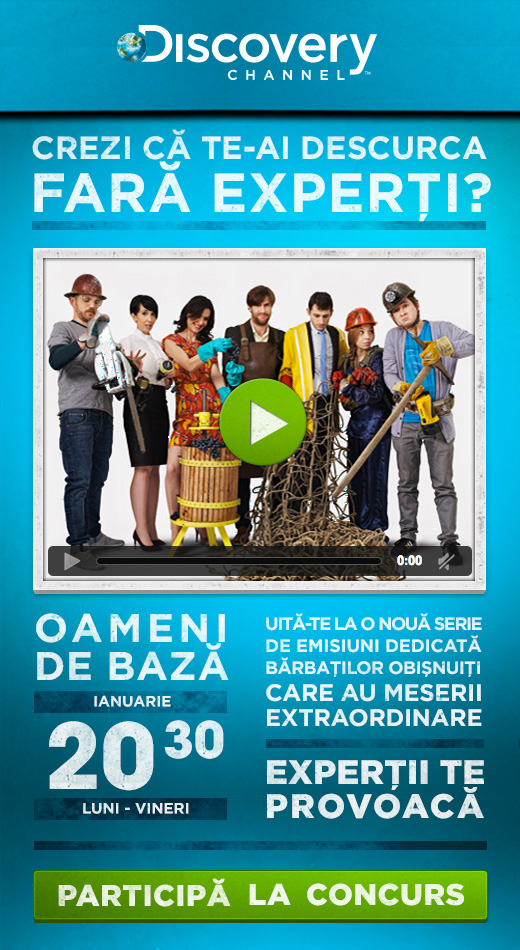 DISCOVERY
CHANNEL™
CREZI CĂ TE-AI DESCURCA
FARĂ EXPERȚI?
0:00
OAMENI
DE BAZĂ
IANUARIE
20 30
LUNI - VINERI
UITĂ-TE LA O NOUĂ SERIE
DE EMISIUNI DEDICATĂ
BĂRBAȚILOR OBIȘNUIȚI
CARE AU MESERII
EXTRAORDINARE
EXPERȚII TE
PROVOACĂ
PARTICIPĂ LA CONCURS